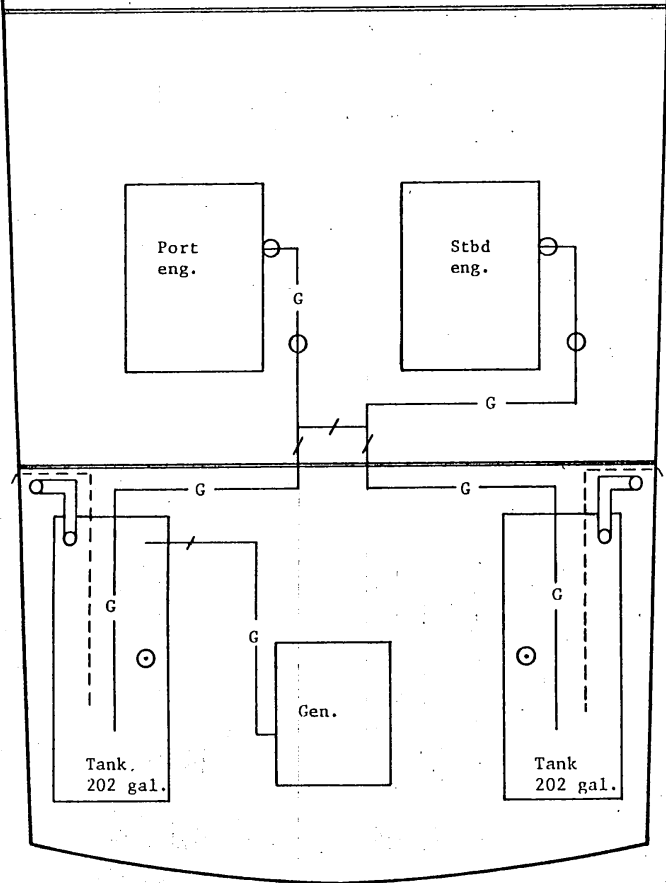 Port
eng.
Stbd
eng.
G
G
G
G
G
G
Gen.
Tank.
202 gal.
Tank
202 gal.